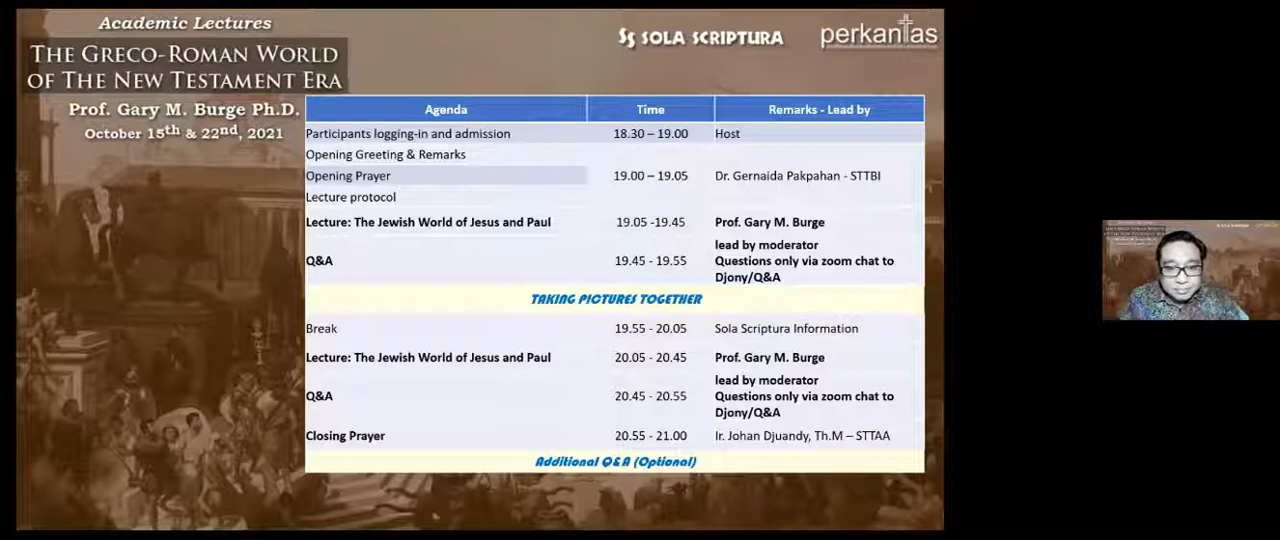 Academic Lectures
THE GRECO-ROMAN WORLD
OF THE NEW TESTAMENT ERA
Prof. Gary M. Burge Ph.D.
October 15th & 22nd, 2021
SS SOLA SCRIPTURA
perkantas
Agenda Time Remarks - Lead by
Participants logging-in and admission 18.30 – 19.00 Host
Opening Greeting & Remarks
Opening Prayer 19.00 – 19.05 Dr. Gernaida Pakpahan - STTBI
Lecture protocol
Lecture: The Jewish World of Jesus and Paul 19.05 -19.45 Prof. Gary M. Burge
lead by moderator
Q&A 19.45 - 19.55 Questions only via zoom chat to
Djony/Q&A
TAKING PICTURES TOGETHER
Break 19.55 - 20.05 Sola Scriptura Information
Lecture: The Jewish World of Jesus and Paul 20.05 - 20.45 Prof. Gary M. Burge
lead by moderator
Q&A 20.45 - 20.55 Questions only via zoom chat to
Djony/Q&A
Closing Prayer 20.55 - 21.00 Ir. Johan Djuandy, Th.M – STTAA
Additional Q&A (Optional)